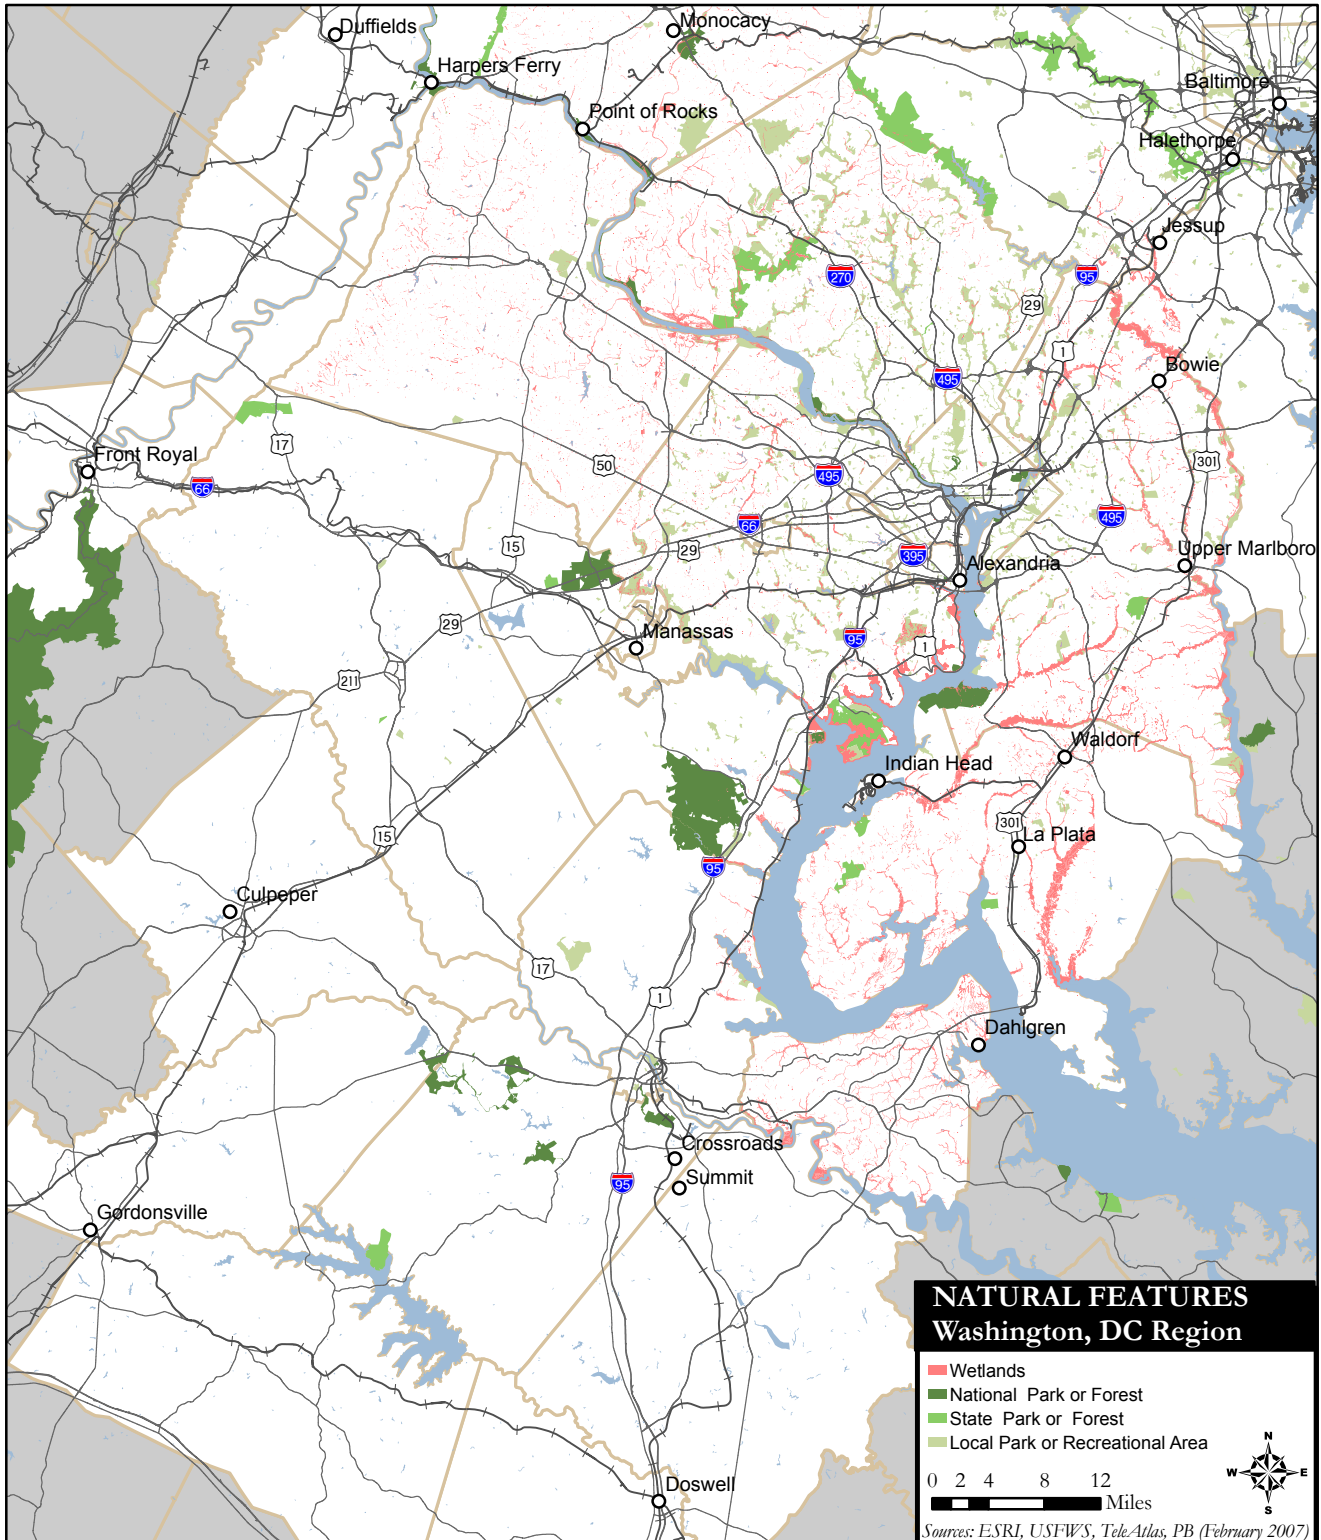 Duffields
Monocacy
Harpers Ferry
Baltimore
Point of Rocks
Halethorpe
Jessup
270
95
29
1
495
Bowie
17
Front Royal
50
301
66
495
66
495
15
29
395
Upper Marlboro
Alexandria
29
Manassas
95
1
211
Waldorf
Indian Head
301
15
La Plata
95
Culpeper
17
1
Dahlgren
Crossroads
95
Summit
Gordonsville
Doswell
NATURAL FEATURES
Washington, DC Region
Wetlands
National Park or Forest
State Park or Forest
Local Park or Recreational Area
N
W E
S
0 2 4 8 12
Miles
Sources: ESRI, USFWS, TeleAtlas, PB (February 2007)